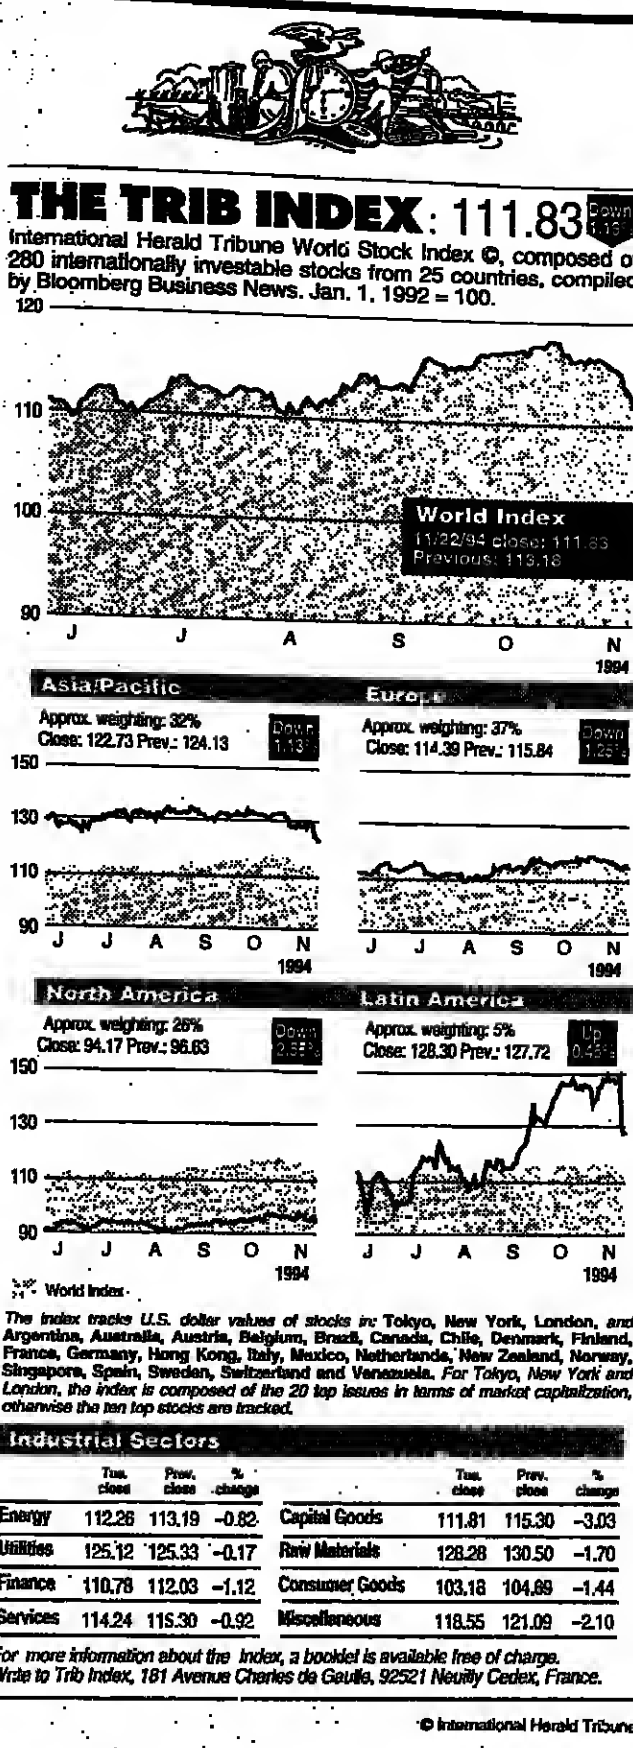 THE TRIB INDEX: 111.83
Down
International Herald Tribune World Stock Index ©, composed of
280 internationally investable stocks from 25 countries, compiled
by Bloomberg Business News. Jan. 1, 1992 = 100.
120
110
100
90
World Index
11/22/94 close: 111.83
Previous: 113.18
J J A S O N
1994
Asia/Pacific
Approx. weighting: 32%
Close: 122.73 Prev.: 124.13
Down
1.13%
Europe
Approx. weighting: 37%
Close: 114.39 Prev.: 115.84
Down
1.25%
150
130
110
90
J J A S O N
1994
J J A S O N
1994
North America
Approx. weighting: 26%
Close: 94.17 Prev.: 96.63
Down
2.55%
Latin America
Approx. weighting: 5%
Close: 128.30 Prev.: 127.72
Up
0.45%
150
130
110
90
J J A S O N
1994
J J A S O N
1994
World Index
The index tracks U.S. dollar values of stocks in: Tokyo, New York, London, and
Argentina, Australia, Austria, Belgium, Brazil, Canada, Chile, Denmark, Finland,
France, Germany, Hong Kong, Italy, Mexico, Netherlands, New Zealand, Norway,
Singapore, Spain, Sweden, Switzerland and Venezuela. For Tokyo, New York and
London, the index is composed of the 20 top issues in terms of market capitalization,
otherwise the ten top stocks are tracked.
Industrial Sectors
Tue. close Prev. close % change
Energy 112.26 113.19 –0.82
Utilities 125.12 125.33 –0.17
Finance 110.78 112.03 –1.12
Services 114.24 115.30 –0.92
Tue. close Prev. close % change
Capital Goods 111.81 115.30 –3.03
Raw Materials 128.28 130.50 –1.70
Consumer Goods 103.18 104.69 –1.44
Miscellaneous 118.55 121.09 –2.10
For more information about the Index, a booklet is available free of charge.
Write to Trib Index, 181 Avenue Charles de Gaulle, 92521 Neuilly Cedex, France.
© International Herald Tribune